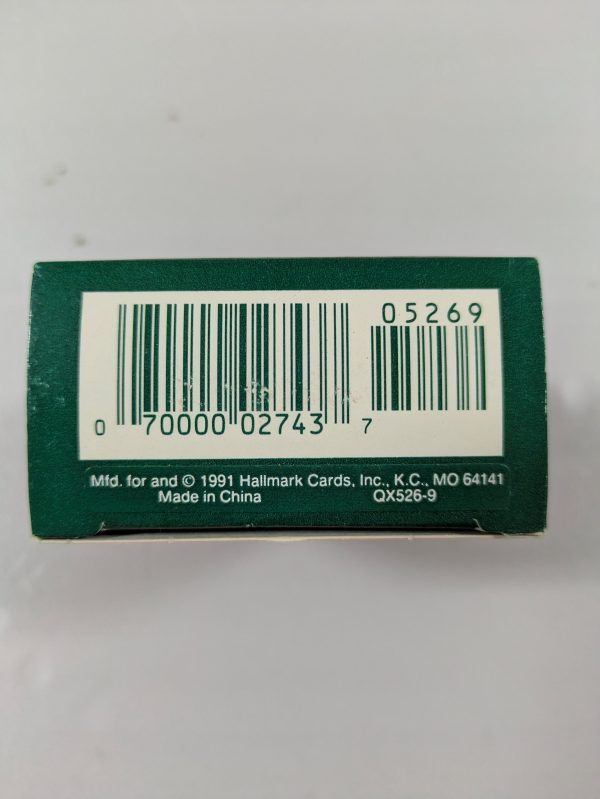 05269
0 70000 02743 7
Mfd. for and © 1991 Hallmark Cards, Inc., K.C., MO 64141
Made in China QX526-9